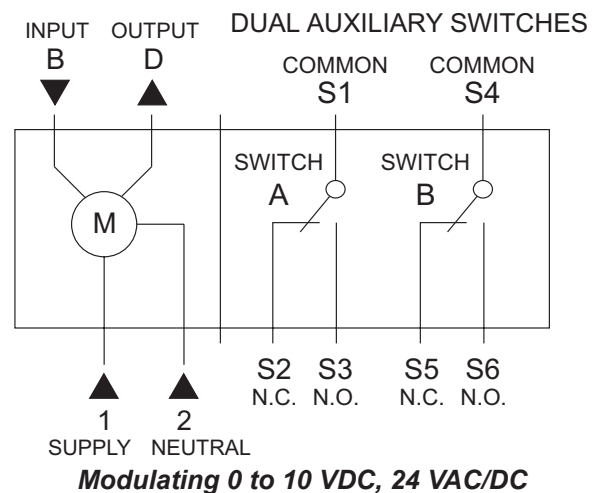 DUAL AUXILIARY SWITCHES
INPUT OUTPUT
B D
COMMON COMMON
S1 S4
SWITCH SWITCH
A B
M
S2 S3 S5 S6
N.C. N.O. N.C. N.O.
1 2
SUPPLY NEUTRAL
Modulating 0 to 10 VDC, 24 VAC/DC